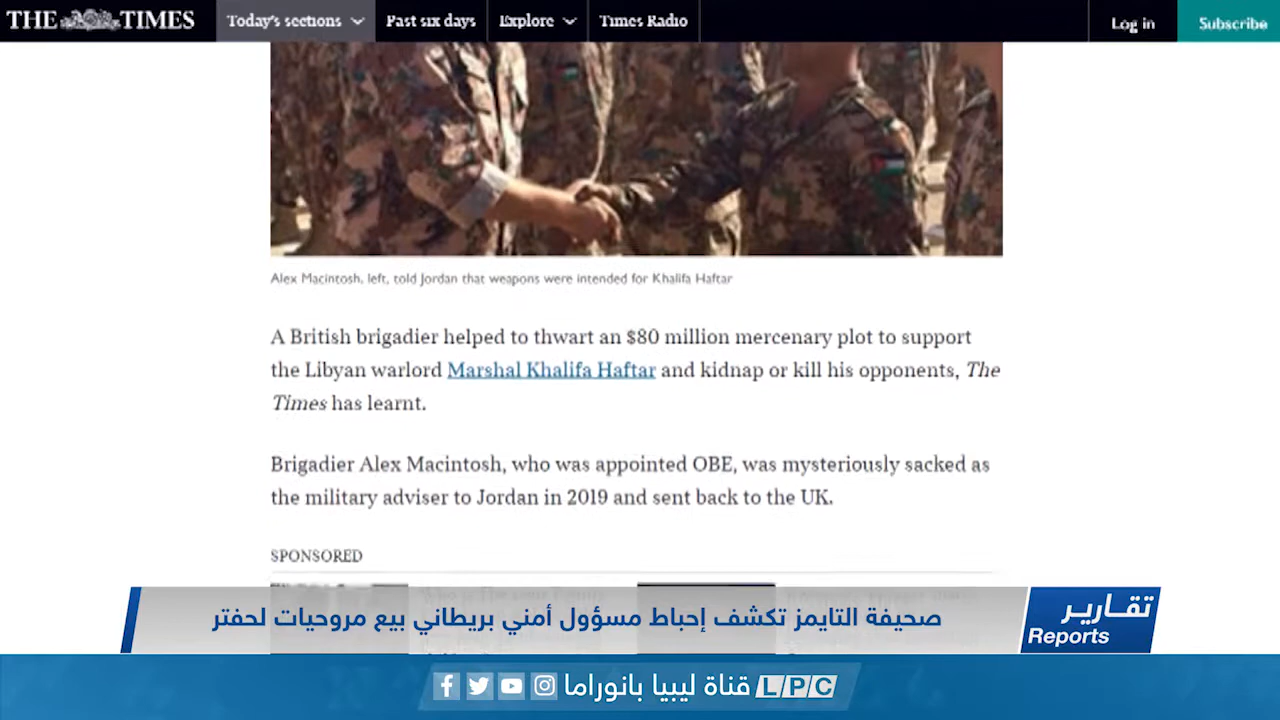 THE TIMES
Today's sections
Past six days
Explore
Times Radio
Log in
Subscribe
Alex Macintosh, left, told Jordan that weapons were intended for Khalifa Haftar
A British brigadier helped to thwart an $80 million mercenary plot to support
the Libyan warlord Marshal Khalifa Haftar and kidnap or kill his opponents, The
Times has learnt.
Brigadier Alex Macintosh, who was appointed OBE, was mysteriously sacked as
the military adviser to Jordan in 2019 and sent back to the UK.
SPONSORED
تقارير
Reports
صحيفة التايمز تكشف إحباط مسؤول أمني بريطاني بيع مروحيات لحفتر
قناة ليبيا بانوراما LPC